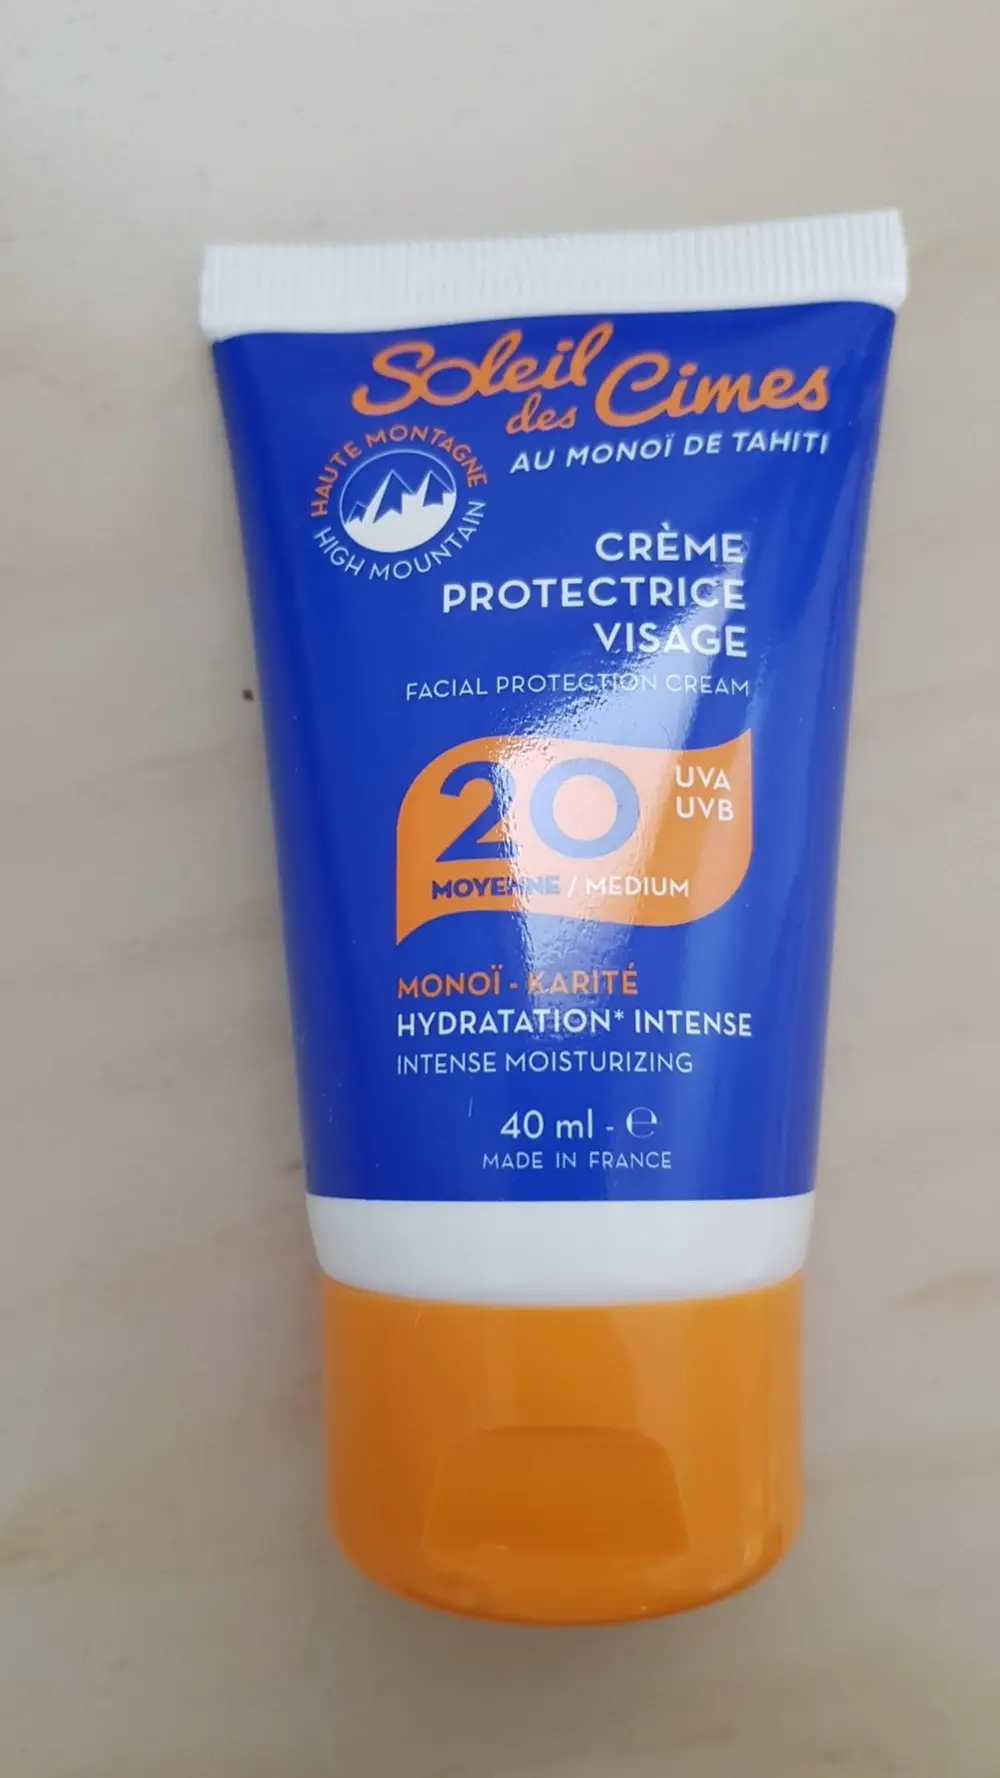 Soleil
des Cimes
AU MONOÏ DE TAHITI
HAUTE MONTAGNE
HIGH MOUNTAIN
CRÈME
PROTECTRICE
VISAGE
FACIAL PROTECTION CREAM
20
UVA
UVB
MOYENNE / MEDIUM
MONOÏ - KARITÉ
HYDRATATION* INTENSE
INTENSE MOISTURIZING
40 ml - ℮
MADE IN FRANCE